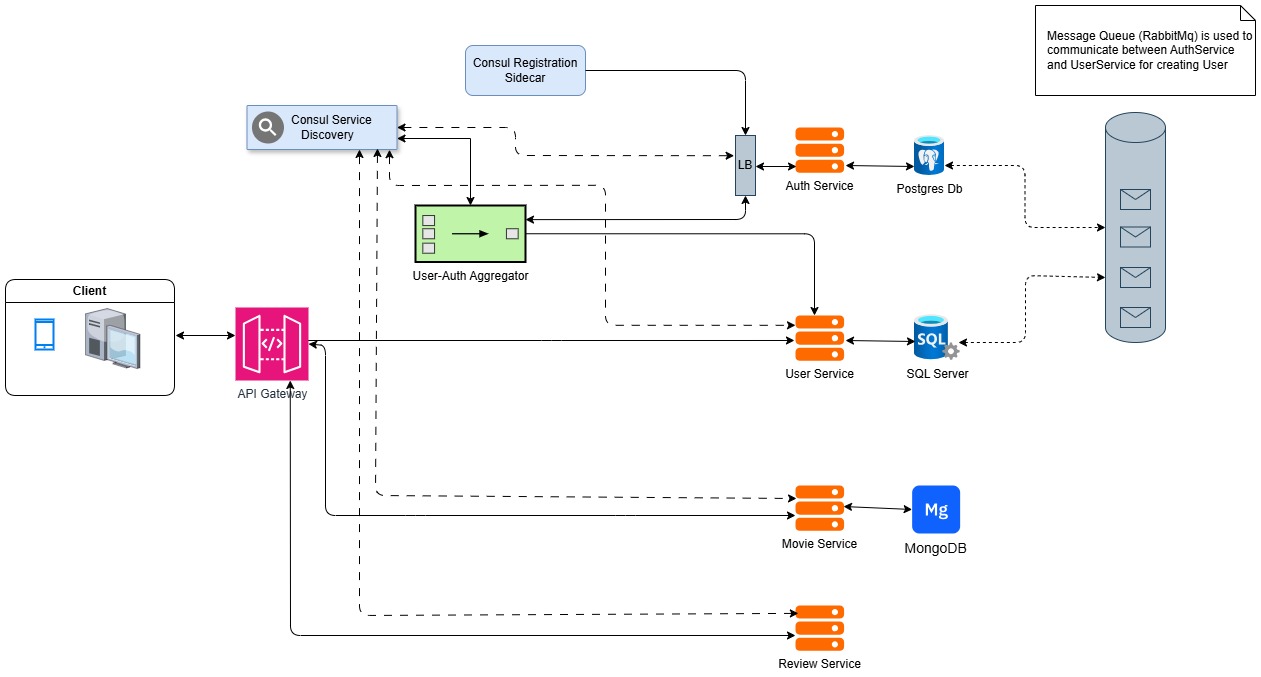 Message Queue (RabbitMq) is used to
communicate between AuthService
and UserService for creating User
Consul Registration
Sidecar
Consul Service
Discovery
LB
Auth Service
Postgres Db
User-Auth Aggregator
Client
</>
API Gateway
User Service
SQL
SQL Server
Movie Service
Mg
MongoDB
Review Service